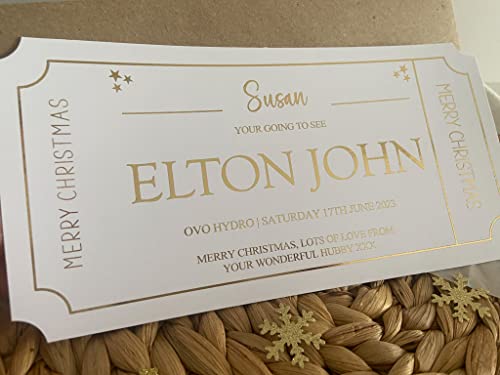 MERRY CHRISTMAS
Susan
YOUR GOING TO SEE
ELTON JOHN
OVO HYDRO | SATURDAY 17TH JUNE 2023
MERRY CHRISTMAS, LOTS OF LOVE FROM
YOUR WONDERFUL HUBBY XXX
MERRY CHRISTMAS